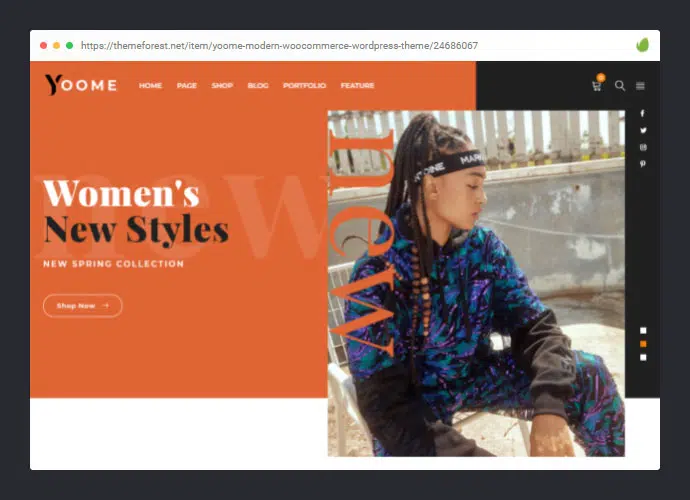 https://themeforest.net/item/yoome-modern-woocommerce-wordpress-theme/24686067
YOOME
HOME PAGE SHOP BLOG PORTFOLIO FEATURE
new
Women's
New Styles
NEW SPRING COLLECTION
Shop Now
new